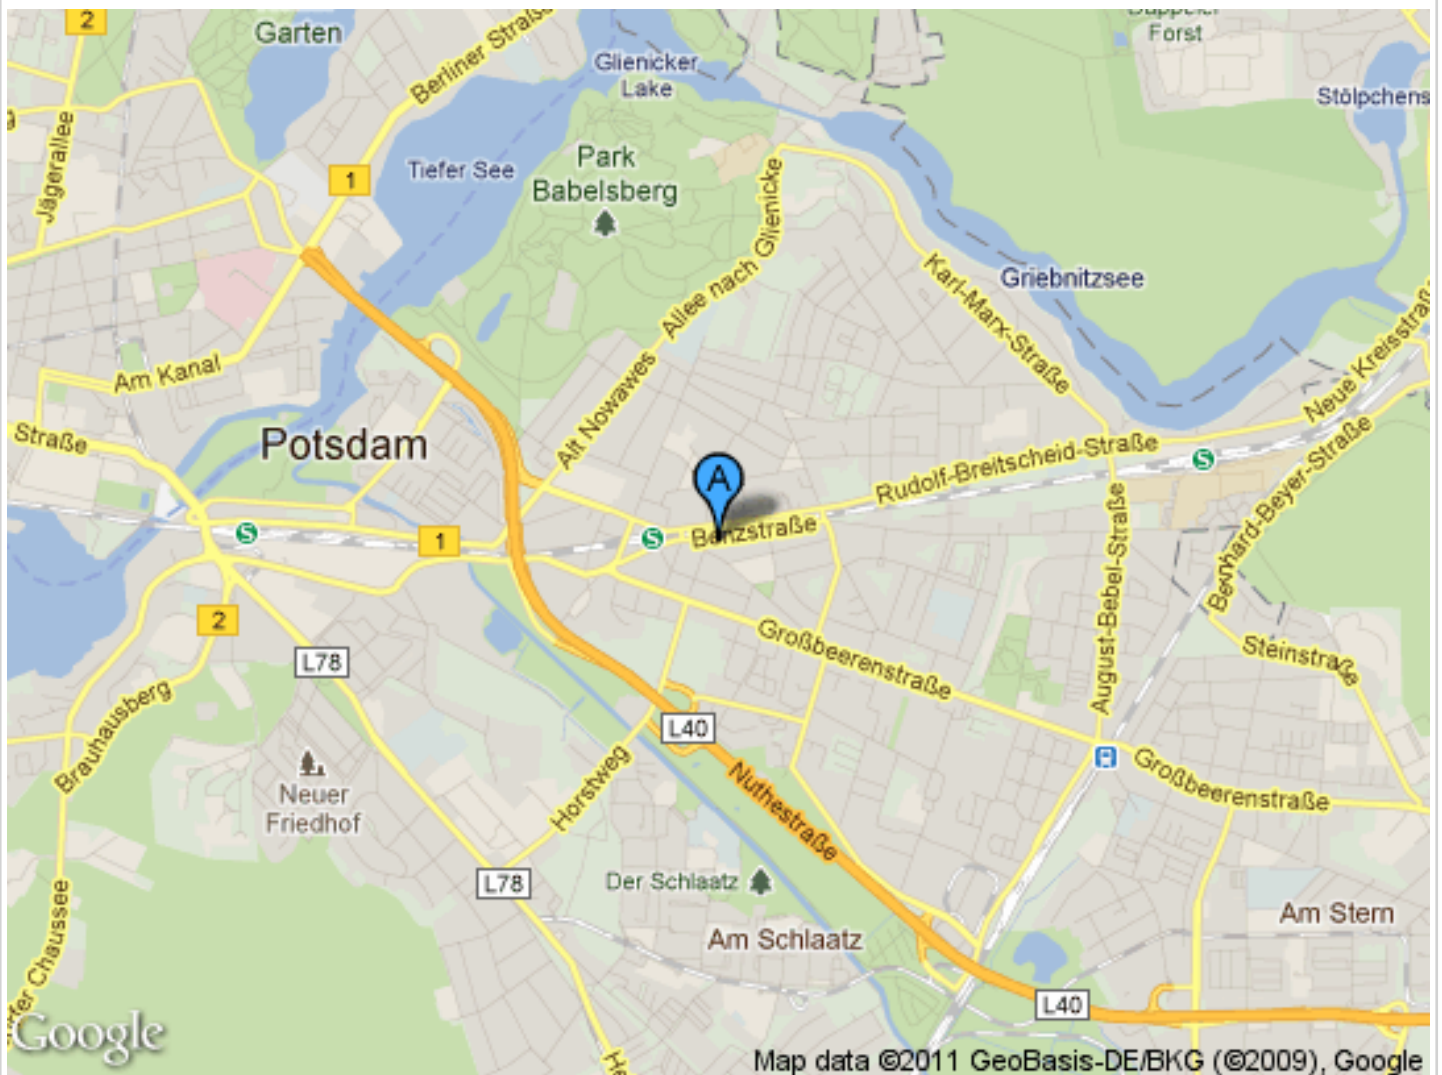 2
Garten
Berliner Straße
Glienicker
Lake
Forst
Jägerallee
1
Tiefer See
Park
Babelsberg
Allee nach Glienicke
Karl-Marx-Straße
Griebnitzsee
Am Kanal
Straße
Potsdam
Alt Nowawes
A
Rudolf-Breitscheid-Straße
Neue Kreisstraß
S
S
1
S
Benzstraße
August-Bebel-Straße
Bernhard-Beyer-Straße
2
L78
Großbeerenstraße
Steinstraße
Brauhausberg
L40
Horstweg
Nuthestraße
Großbeerenstraße
Neuer
Friedhof
L78
Der Schlaatz
Am Schlaatz
Am Stern
Chaussee
L40
Google
Map data ©2011 GeoBasis-DE/BKG (©2009), Google